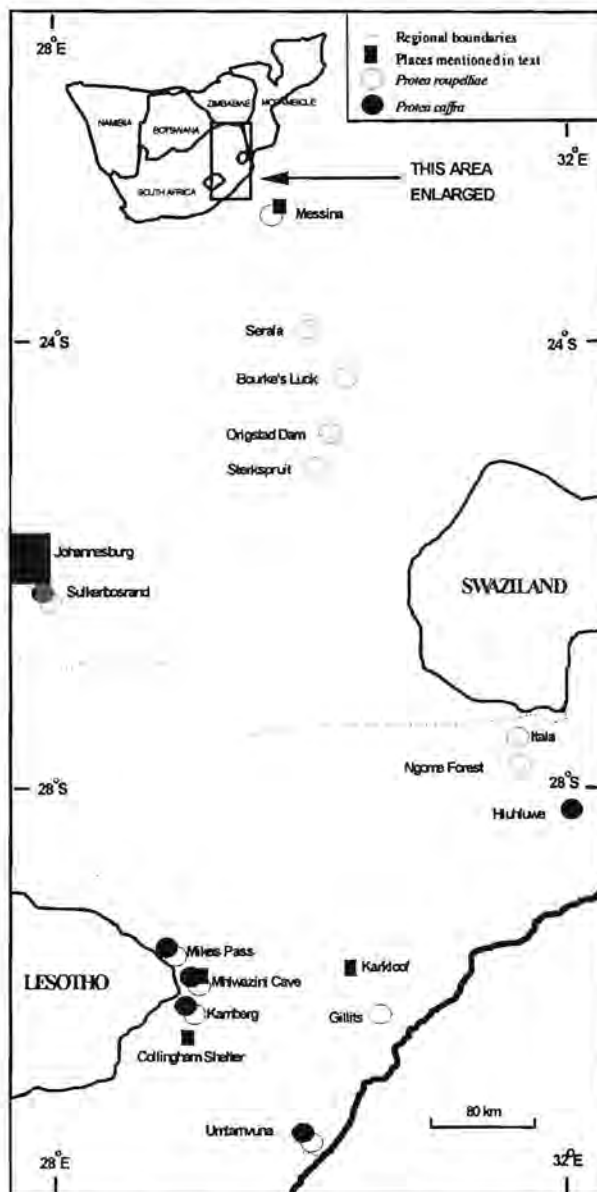 28°E
Regional boundaries
Places mentioned in text
Protea roupelliae
Protea caffra
ZIMBABWE
MOZAMBICLE
NAMIBIA
BOTSWANA
SOUTH AFRICA
32°E
THIS AREA
ENLARGED
Messina
24°S
24°S
Serala
Bourke's Luck
Origstad Dam
Sterkspruit
Johannesburg
Suikerbosrand
SWAZILAND
Itala
Ngome Forest
28°S
28°S
Hluhluwe
Mikes Pass
Karkloof
LESOTHO
Mhlwazini Cave
Kamberg
Gillits
Collingham Shelter
Umtamvuna
80 km
28°E
32°E